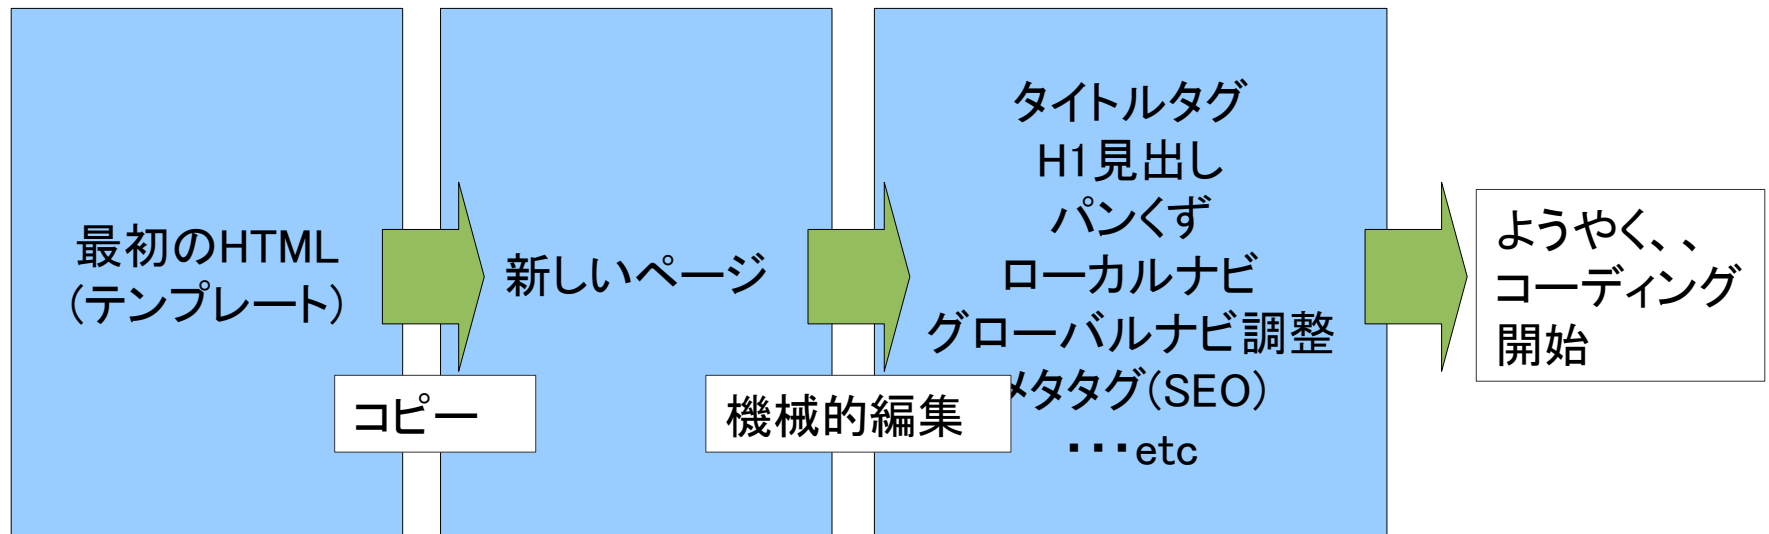 最初のHTML
(テンプレート)
コピー
新しいページ
機械的編集
タイトルタグ
H1見出し
パンくず
ローカルナビ
グローバルナビ調整
メタタグ(SEO)
・・・etc
ようやく、、
コーディング
開始